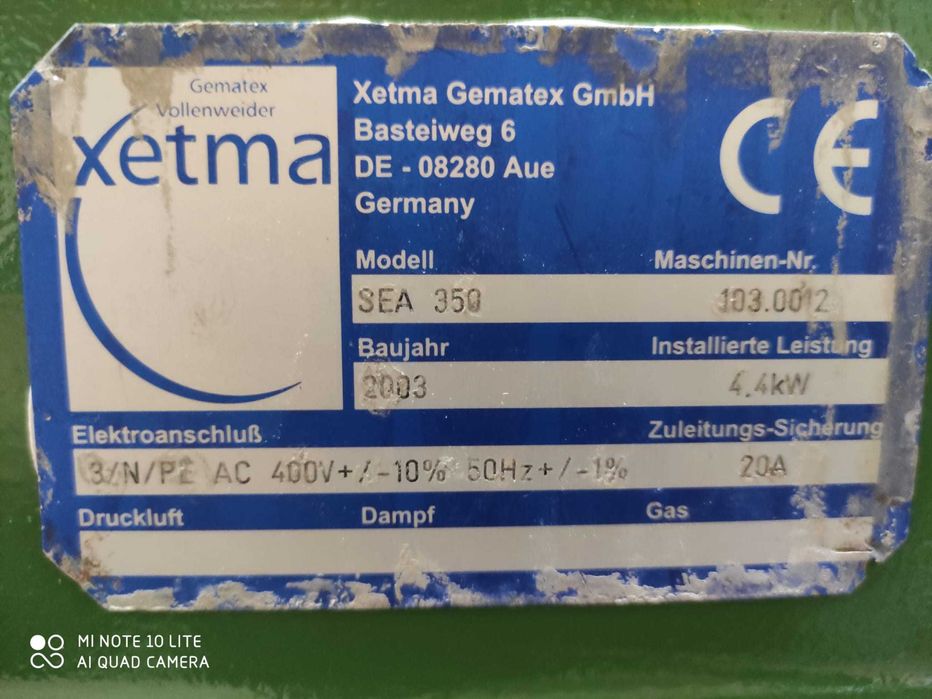 Gematex
Vollenweider
xetma
Xetma Gematex GmbH
Basteiweg 6
DE - 08280 Aue
Germany
CE
Modell Maschinen-Nr.
SEA 350 103.0012
Baujahr Installierte Leistung
2003 4,4kW
Elektroanschluß Zuleitungs-Sicherung
3/N/PE AC 400V+/-10% 50Hz+/-1% 20A
Druckluft Dampf Gas
MI NOTE 10 LITE
AI QUAD CAMERA